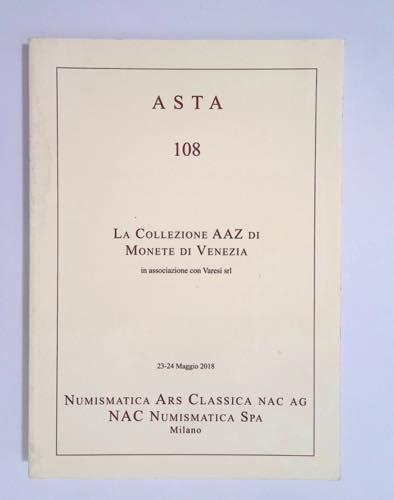 ASTA
108
LA COLLEZIONE AAZ DI
MONETE DI VENEZIA
in associazione con Varesi srl
23-24 Maggio 2018
NUMISMATICA ARS CLASSICA NAC AG
NAC NUMISMATICA SPA
Milano